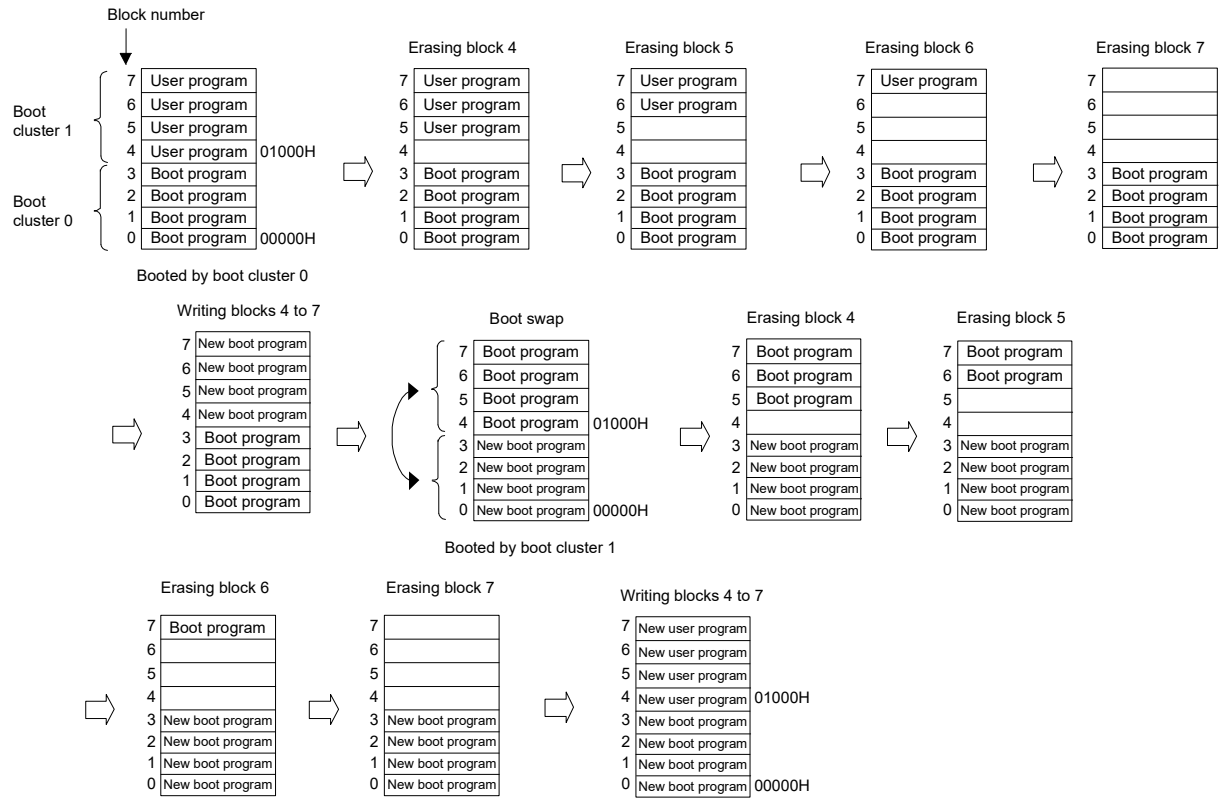 Block number
Boot
cluster 1
Boot
cluster 0
7 User program
6 User program
5 User program
4 User program 01000H
3 Boot program
2 Boot program
1 Boot program
0 Boot program 00000H
Booted by boot cluster 0
Erasing block 4
7 User program
6 User program
5 User program
4
3 Boot program
2 Boot program
1 Boot program
0 Boot program
Erasing block 5
7 User program
6 User program
5
4
3 Boot program
2 Boot program
1 Boot program
0 Boot program
Erasing block 6
7 User program
6
5
4
3 Boot program
2 Boot program
1 Boot program
0 Boot program
Erasing block 7
7
6
5
4
3 Boot program
2 Boot program
1 Boot program
0 Boot program
Writing blocks 4 to 7
7 New boot program
6 New boot program
5 New boot program
4 New boot program
3 Boot program
2 Boot program
1 Boot program
0 Boot program
Boot swap
7 Boot program
6 Boot program
5 Boot program
4 Boot program 01000H
3 New boot program
2 New boot program
1 New boot program
0 New boot program 00000H
Booted by boot cluster 1
Erasing block 4
7 Boot program
6 Boot program
5 Boot program
4
3 New boot program
2 New boot program
1 New boot program
0 New boot program
Erasing block 5
7 Boot program
6 Boot program
5
4
3 New boot program
2 New boot program
1 New boot program
0 New boot program
Erasing block 6
7 Boot program
6
5
4
3 New boot program
2 New boot program
1 New boot program
0 New boot program
Erasing block 7
7
6
5
4
3 New boot program
2 New boot program
1 New boot program
0 New boot program
Writing blocks 4 to 7
7 New user program
6 New user program
5 New user program
4 New user program 01000H
3 New boot program
2 New boot program
1 New boot program
0 New boot program 00000H